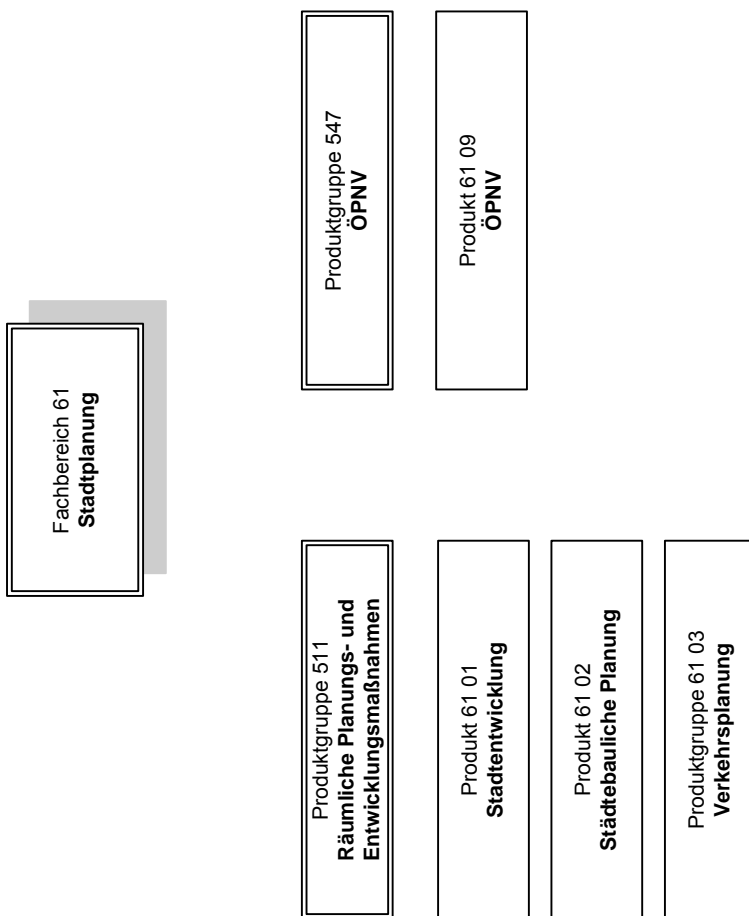 Fachbereich 61
Stadtplanung
Produktgruppe 511
Räumliche Planungs- und
Entwicklungsmaßnahmen
Produkt 61 01
Stadtentwicklung
Produkt 61 02
Städtebauliche Planung
Produktgruppe 61 03
Verkehrsplanung
Produktgruppe 547
ÖPNV
Produkt 61 09
ÖPNV